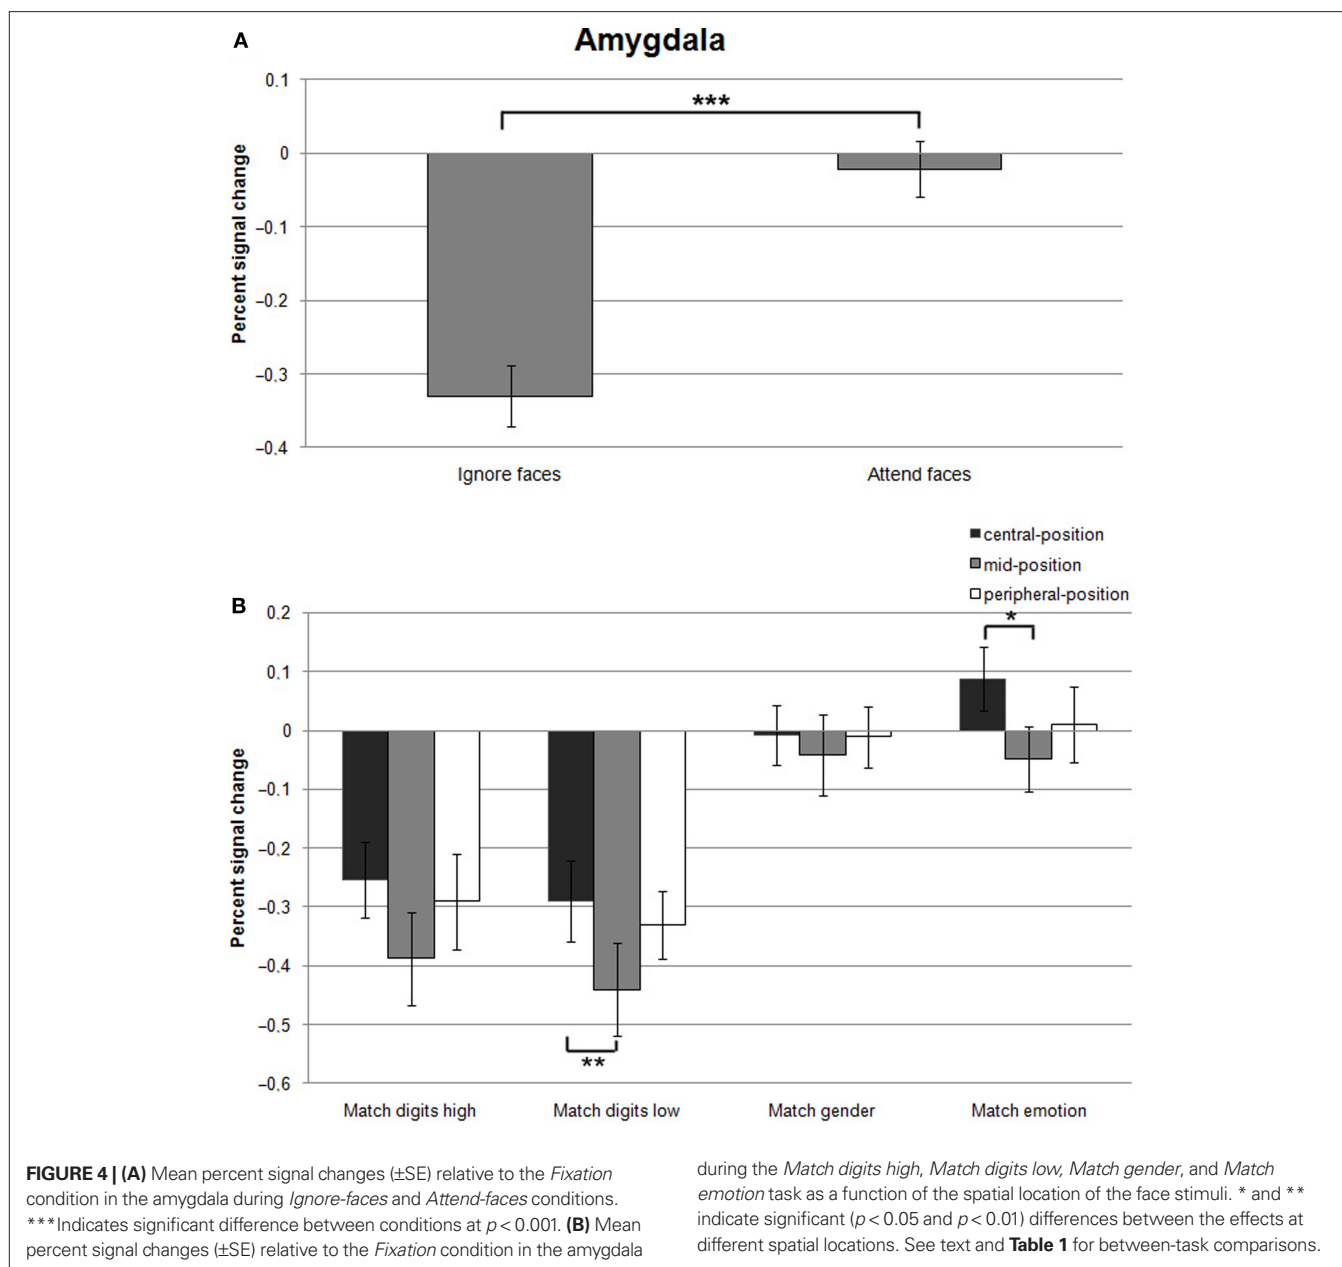 A
Amygdala
0.1
0
−0.1
−0.2
−0.3
−0.4
Percent signal change
***
Ignore faces
Attend faces
central-position
mid-position
peripheral-position
B
0.2
0.1
0
−0.1
−0.2
−0.3
−0.4
−0.5
−0.6
Percent signal change
*
**
Match digits high
Match digits low
Match gender
Match emotion
FIGURE 4 | (A) Mean percent signal changes (±SE) relative to the Fixation
condition in the amygdala during Ignore-faces and Attend-faces conditions.
***Indicates significant difference between conditions at p < 0.001. (B) Mean
percent signal changes (±SE) relative to the Fixation condition in the amygdala
during the Match digits high, Match digits low, Match gender, and Match
emotion task as a function of the spatial location of the face stimuli. * and **
indicate significant (p < 0.05 and p < 0.01) differences between the effects at
different spatial locations. See text and Table 1 for between-task comparisons.